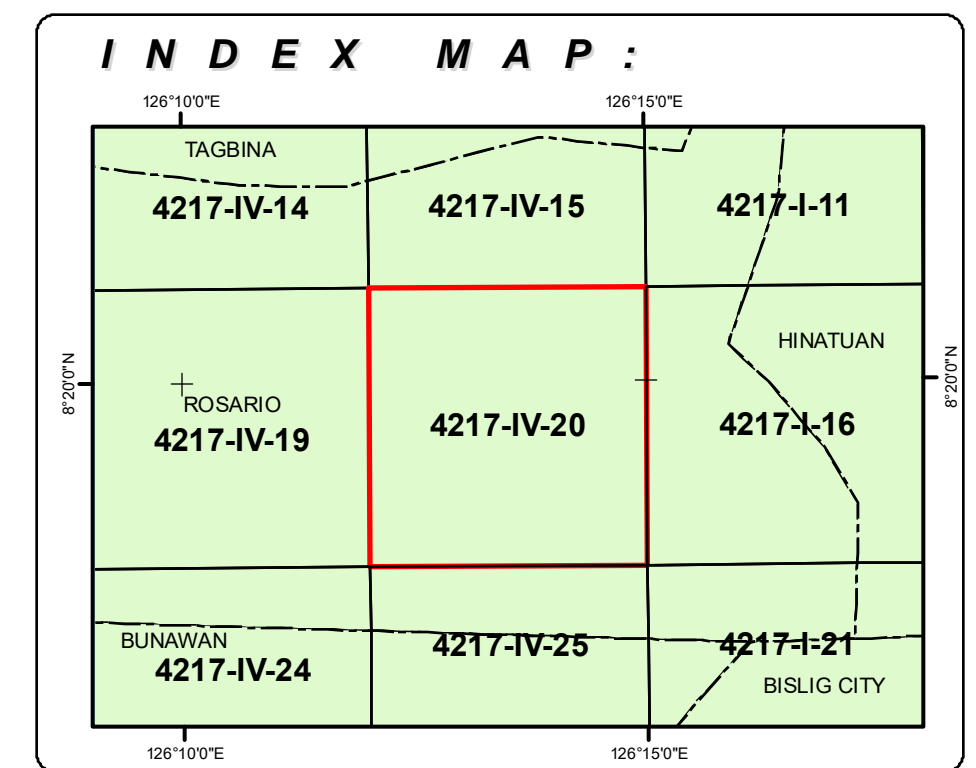 INDEX MAP:
126°10'0"E 126°15'0"E
TAGBINA
4217-IV-14 4217-IV-15 4217-I-11
HINATUAN
8°20'0"N 8°20'0"N
ROSARIO
4217-IV-19 4217-IV-20 4217-I-16
BUNAWAN
4217-IV-24 4217-IV-25 4217-I-21
BISLIG CITY
126°10'0"E 126°15'0"E